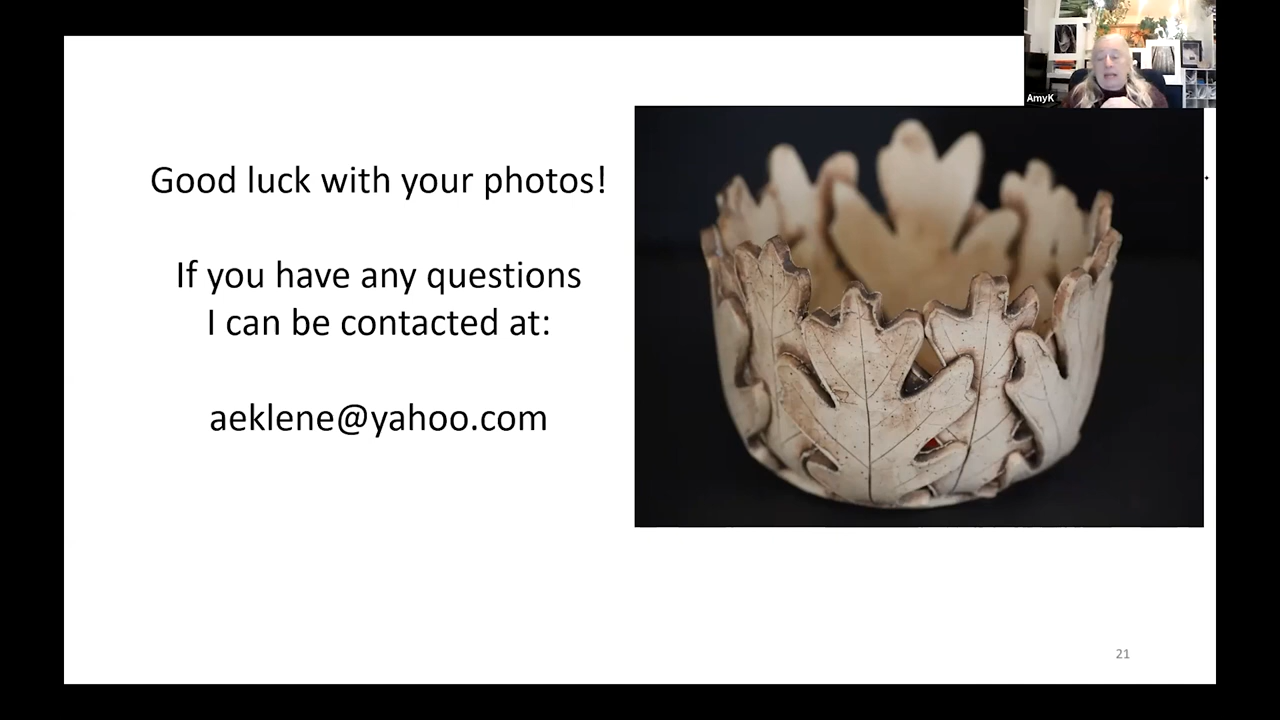 AmyK
Good luck with your photos!
If you have any questions
I can be contacted at:
aeklene@yahoo.com
21